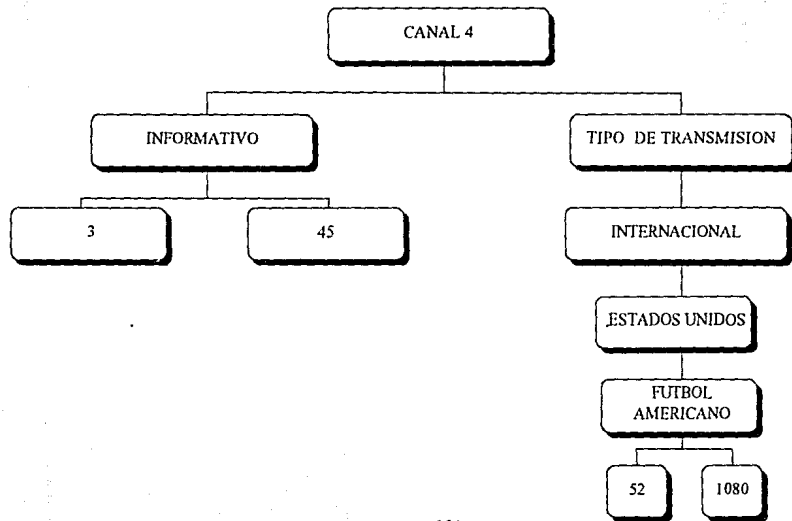 CANAL 4
INFORMATIVO
TIPO DE TRANSMISION
3
45
INTERNACIONAL
ESTADOS UNIDOS
FUTBOL
AMERICANO
52
1080